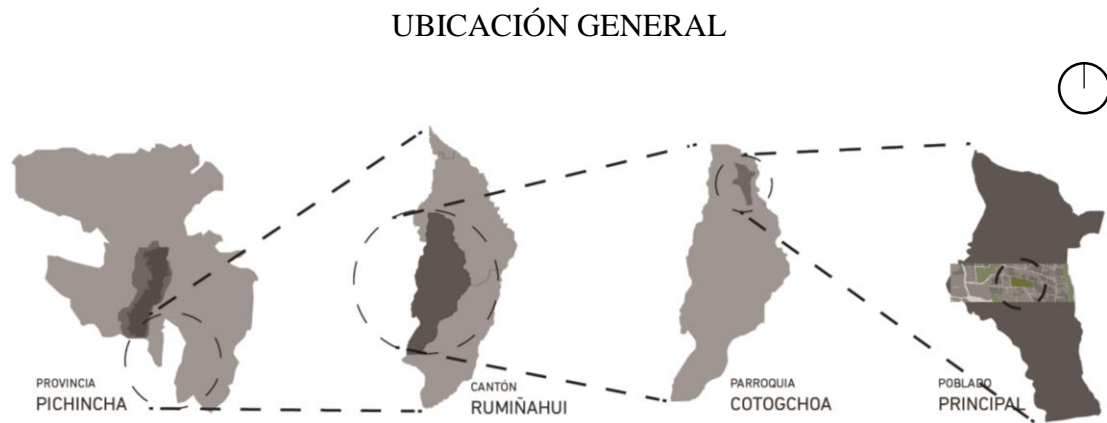 UBICACIÓN GENERAL
PROVINCIA
PICHINCHA
CANTÓN
RUMIÑAHUI
PARROQUIA
COTOGCHOA
POBLADO
PRINCIPAL